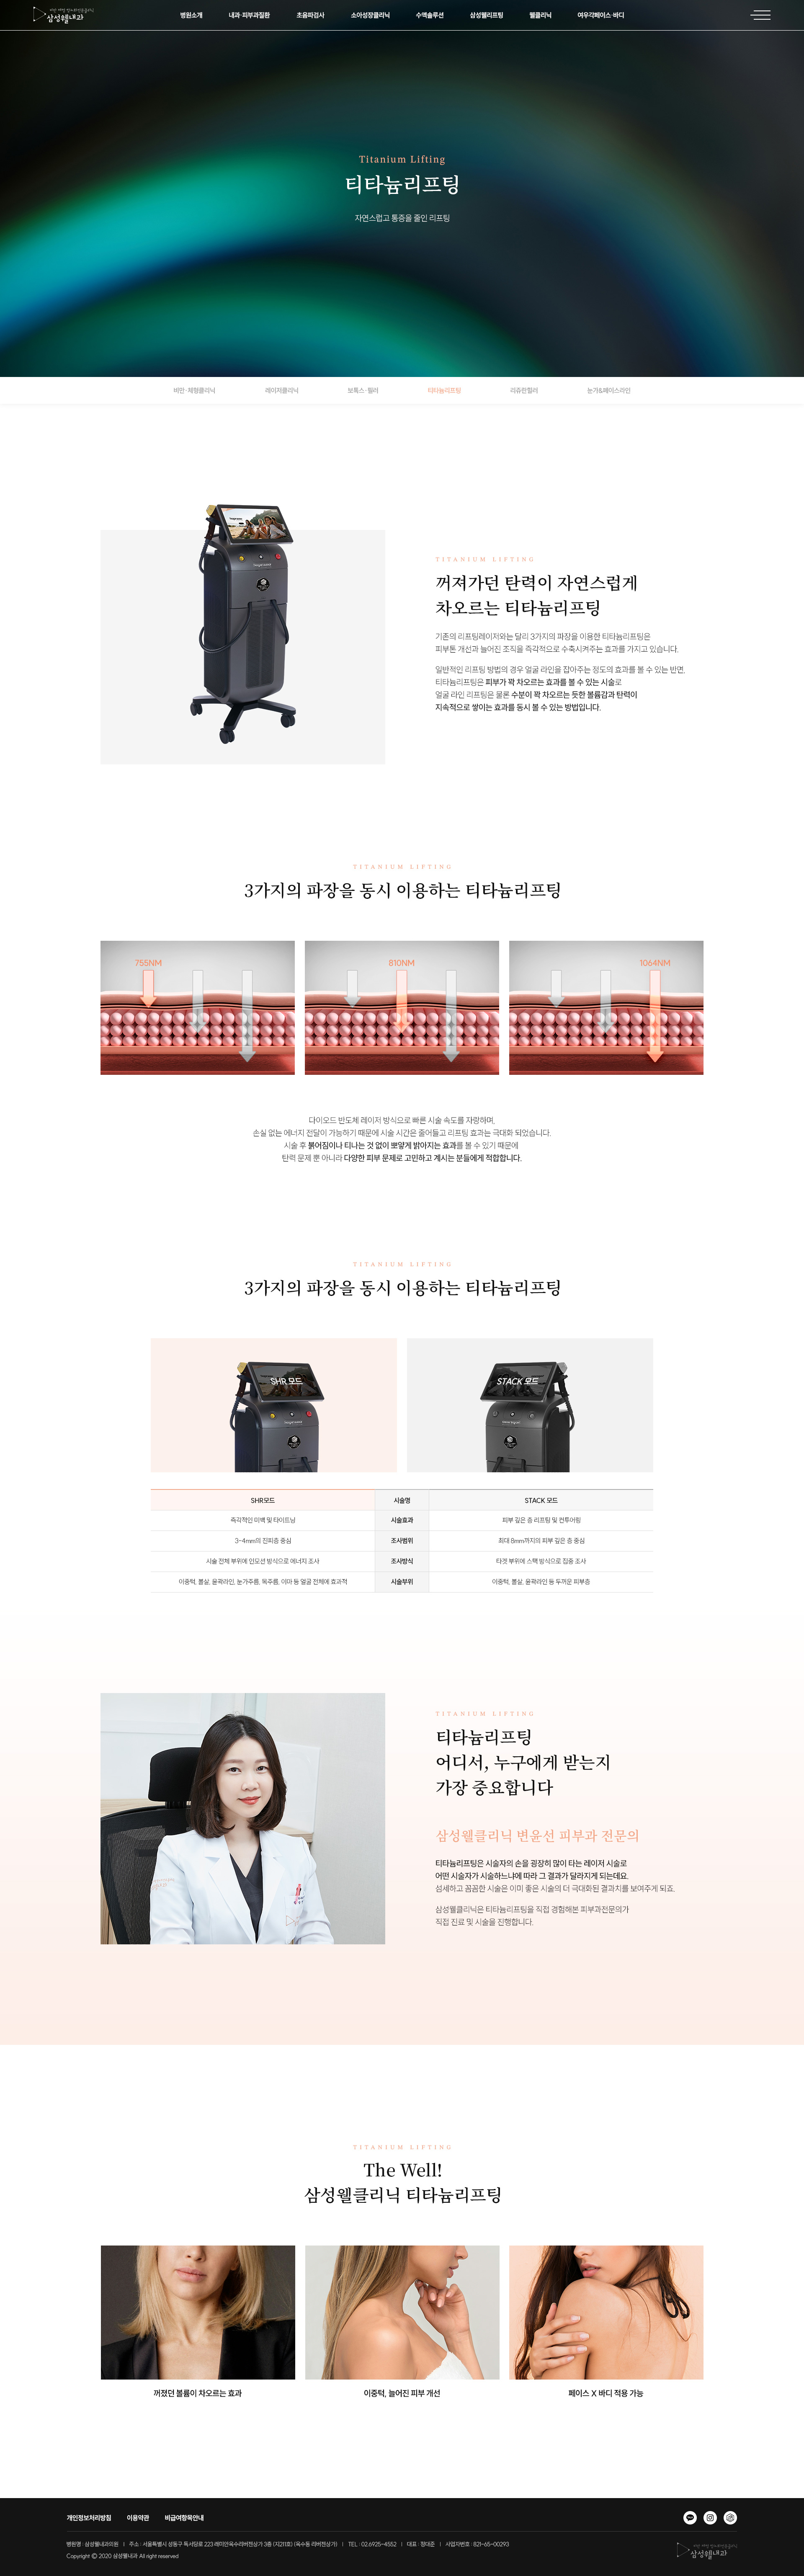 삼성웰내과
병원소개 내과·피부과질환 초음파검사 소아성장클리닉 수액솔루션 삼성웰리프팅 웰클리닉 여우각페이스·바디
Titanium Lifting
티타늄리프팅
자연스럽고 통증을 줄인 리프팅
비만·체형클리닉 레이저클리닉 보톡스·필러 티타늄리프팅 리쥬란힐러 눈가&페이스라인
TITANIUM LIFTING
꺼져가던 탄력이 자연스럽게
차오르는 티타늄리프팅
기존의 리프팅레이저와는 달리 3가지의 파장을 이용한 티타늄리프팅은
피부톤 개선과 늘어진 조직을 즉각적으로 수축시켜주는 효과를 가지고 있습니다.
일반적인 리프팅 방법의 경우 얼굴 라인을 잡아주는 정도의 효과를 볼 수 있는 반면,
티타늄리프팅은 피부가 꽉 차오르는 효과를 볼 수 있는 시술로
얼굴 라인 리프팅은 물론 수분이 꽉 차오르는 듯한 볼륨감과 탄력이
지속적으로 쌓이는 효과를 동시 볼 수 있는 방법입니다.
TITANIUM LIFTING
3가지의 파장을 동시 이용하는 티타늄리프팅
755NM
810NM
1064NM
다이오드 반도체 레이저 방식으로 빠른 시술 속도를 자랑하며,
손실 없는 에너지 전달이 가능하기 때문에 시술 시간은 줄어들고 리프팅 효과는 극대화 되었습니다.
시술 후 붉어짐이나 티나는 것 없이 뽀얗게 밝아지는 효과를 볼 수 있기 때문에
탄력 문제 뿐 아니라 다양한 피부 문제로 고민하고 계시는 분들에게 적합합니다.
TITANIUM LIFTING
3가지의 파장을 동시 이용하는 티타늄리프팅
SHR 모드
STACK 모드
SHR모드 시술명 STACK 모드
즉각적인 미백 및 타이트닝 시술효과 피부 깊은 층 리프팅 및 컨투어링
3-4mm의 진피층 중심 조사범위 최대 8mm까지의 피부 깊은 층 중심
시술 전체 부위에 인모션 방식으로 에너지 조사 조사방식 타겟 부위에 스택 방식으로 집중 조사
이중턱, 볼살, 윤곽라인, 눈가주름, 목주름, 이마 등 얼굴 전체에 효과적 시술부위 이중턱, 볼살, 윤곽라인 등 두꺼운 피부층
TITANIUM LIFTING
티타늄리프팅
어디서, 누구에게 받는지
가장 중요합니다
삼성웰클리닉 변윤선 피부과 전문의
티타늄리프팅은 시술자의 손을 굉장히 많이 타는 레이저 시술로
어떤 시술자가 시술하느냐에 따라 그 결과가 달라지게 되는데요.
섬세하고 꼼꼼한 시술은 이미 좋은 시술의 더 극대화된 결과치를 보여주게 되죠.
삼성웰클리닉은 티타늄리프팅을 직접 경험해본 피부과전문의가
직접 진료 및 시술을 진행합니다.
TITANIUM LIFTING
The Well!
삼성웰클리닉 티타늄리프팅
꺼졌던 볼륨이 차오르는 효과
이중턱, 늘어진 피부 개선
페이스 X 바디 적용 가능
개인정보처리방침 이용약관 비급여항목안내
병원명 : 삼성웰내과의원 | 주소 : 서울특별시 성동구 독서당로 223 래미안옥수리버젠상가 3층 (지2111호) (옥수동 리버젠상가) | TEL : 02.6925-4552 | 대표 : 정대준 | 사업자번호 : 821-65-00293
Copyright © 2020 삼성웰내과 All right reserved
삼성웰내과